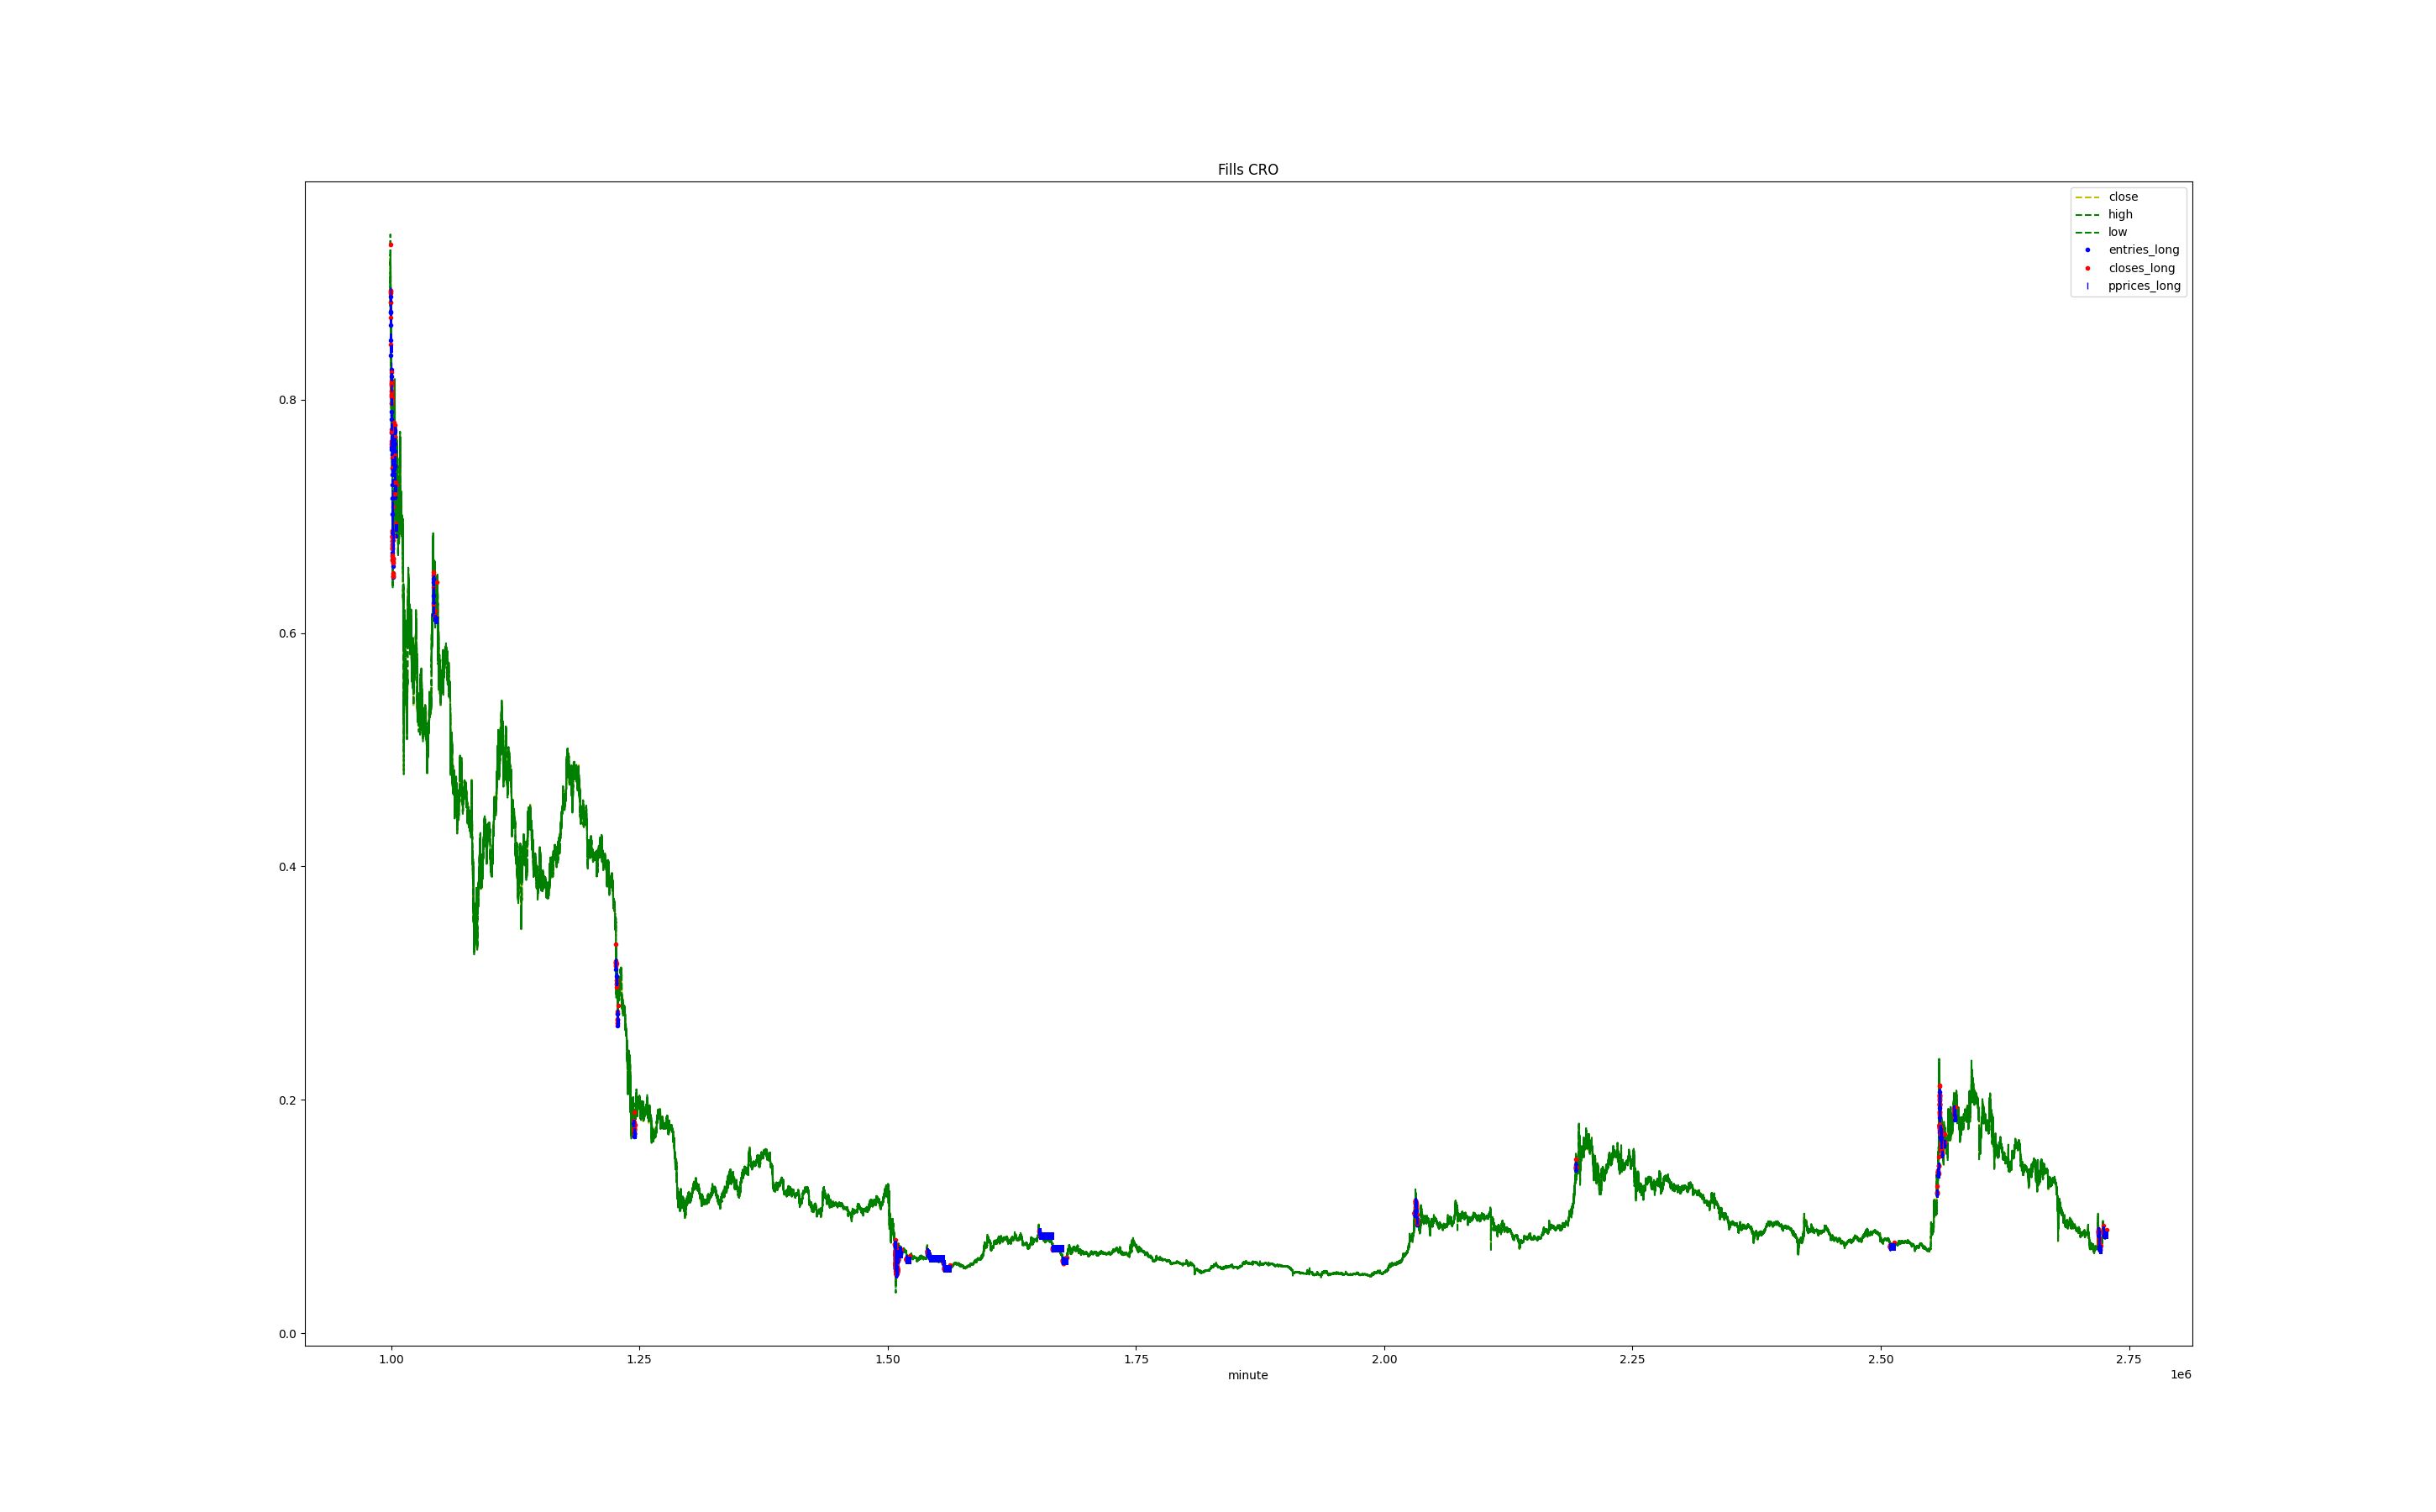 Fills CRO
close
high
low
entries_long
closes_long
pprices_long
0.8
0.6
0.4
0.2
0.0
1.00 1.25 1.50 1.75 2.00 2.25 2.50 2.75
minute
1e6